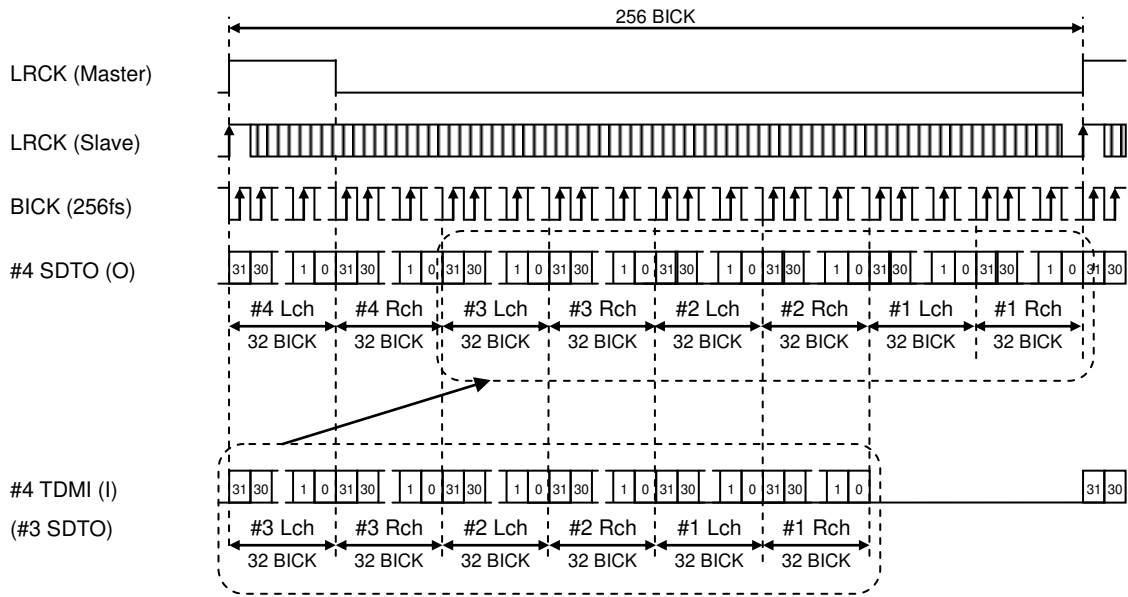 256 BICK
LRCK (Master)
LRCK (Slave)
BICK (256fs)
#4 SDTO (O)
31 30 1 0 31 30 1 0 31 30 1 0 31 30 1 0 31 30 1 0 31 30 1 0 31 30 1 0 31 30 1 0 31 30
#4 Lch #4 Rch #3 Lch #3 Rch #2 Lch #2 Rch #1 Lch #1 Rch
32 BICK 32 BICK 32 BICK 32 BICK 32 BICK 32 BICK 32 BICK 32 BICK
#4 TDMI (I)
31 30 1 0 31 30 1 0 31 30 1 0 31 30 1 0 31 30 1 0 31 30 1 0 31 30
(#3 SDTO)
#3 Lch #3 Rch #2 Lch #2 Rch #1 Lch #1 Rch
32 BICK 32 BICK 32 BICK 32 BICK 32 BICK 32 BICK